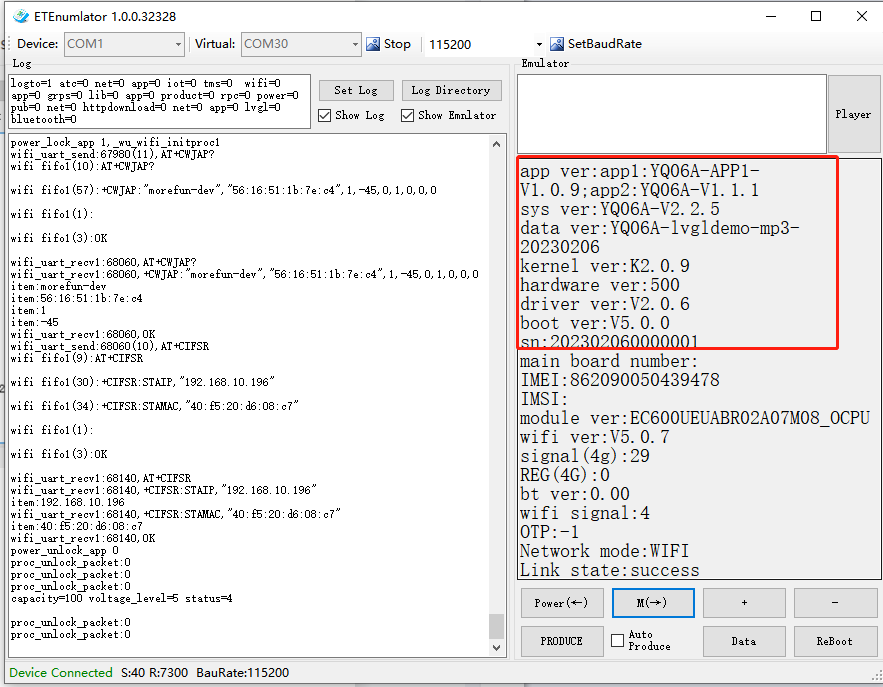 ETEnumlator 1.0.0.32328
Device: COM1 Virtual: COM30 Stop 115200 SetBaudRate
Log
logto=1 atc=0 net=0 app=0 iot=0 tms=0  wifi=0
app=0 grps=0 lib=0 app=0 product=0 rpc=0 power=0
pub=0 net=0 httpdownload=0 net=0 app=0 lvgl=0
bluetooth=0
Set Log Log Directory
Show Log Show Emnlator
power_lock_app 1, _wu_wifi_initproc1
wifi_uart_send:67980(11),AT+CWJAP?
wifi fifo1(10):AT+CWJAP?
wifi fifo1(57):+CWJAP:"morefun-dev","56:16:51:1b:7e:c4",1,-45,0,1,0,0,0
wifi fifo1(1):
wifi fifo1(3):OK
wifi_uart_recv1:68060,AT+CWJAP?
wifi_uart_recv1:68060,+CWJAP:"morefun-dev","56:16:51:1b:7e:c4",1,-45,0,1,0,0,0
item:morefun-dev
item:56:16:51:1b:7e:c4
item:1
item:-45
wifi_uart_recv1:68060,OK
wifi_uart_send:68060(10),AT+CIFSR
wifi fifo1(9):AT+CIFSR
wifi fifo1(30):+CIFSR:STAIP,"192.168.10.196"
wifi fifo1(34):+CIFSR:STAMAC,"40:f5:20:d6:08:c7"
wifi fifo1(1):
wifi fifo1(3):OK
wifi_uart_recv1:68140,AT+CIFSR
wifi_uart_recv1:68140,+CIFSR:STAIP,"192.168.10.196"
item:192.168.10.196
wifi_uart_recv1:68140,+CIFSR:STAMAC,"40:f5:20:d6:08:c7"
item:40:f5:20:d6:08:c7
wifi_uart_recv1:68140,OK
power_unlock_app 0
proc_unlock_packet:0
proc_unlock_packet:0
proc_unlock_packet:0
capacity=100 voltage_level=5 status=4
proc_unlock_packet:0
proc_unlock_packet:0
Emulator
Player
app ver:app1:YQ06A-APP1-
V1.0.9;app2:YQ06A-V1.1.1
sys ver:YQ06A-V2.2.5
data ver:YQ06A-lvgldemo-mp3-
20230206
kernel ver:K2.0.9
hardware ver:500
driver ver:V2.0.6
boot ver:V5.0.0
sn:202302060000001
main board number:
IMEI:862090050439478
IMSI:
module ver:EC600UEUABR02A07M08_OCPU
wifi ver:V5.0.7
signal(4g):29
REG(4G):0
bt ver:0.00
wifi signal:4
OTP:-1
Network mode:WIFI
Link state:success
Power(←) M(→) + -
PRODUCE Auto Produce Data ReBoot
Device Connected S:40 R:7300 BauRate:115200